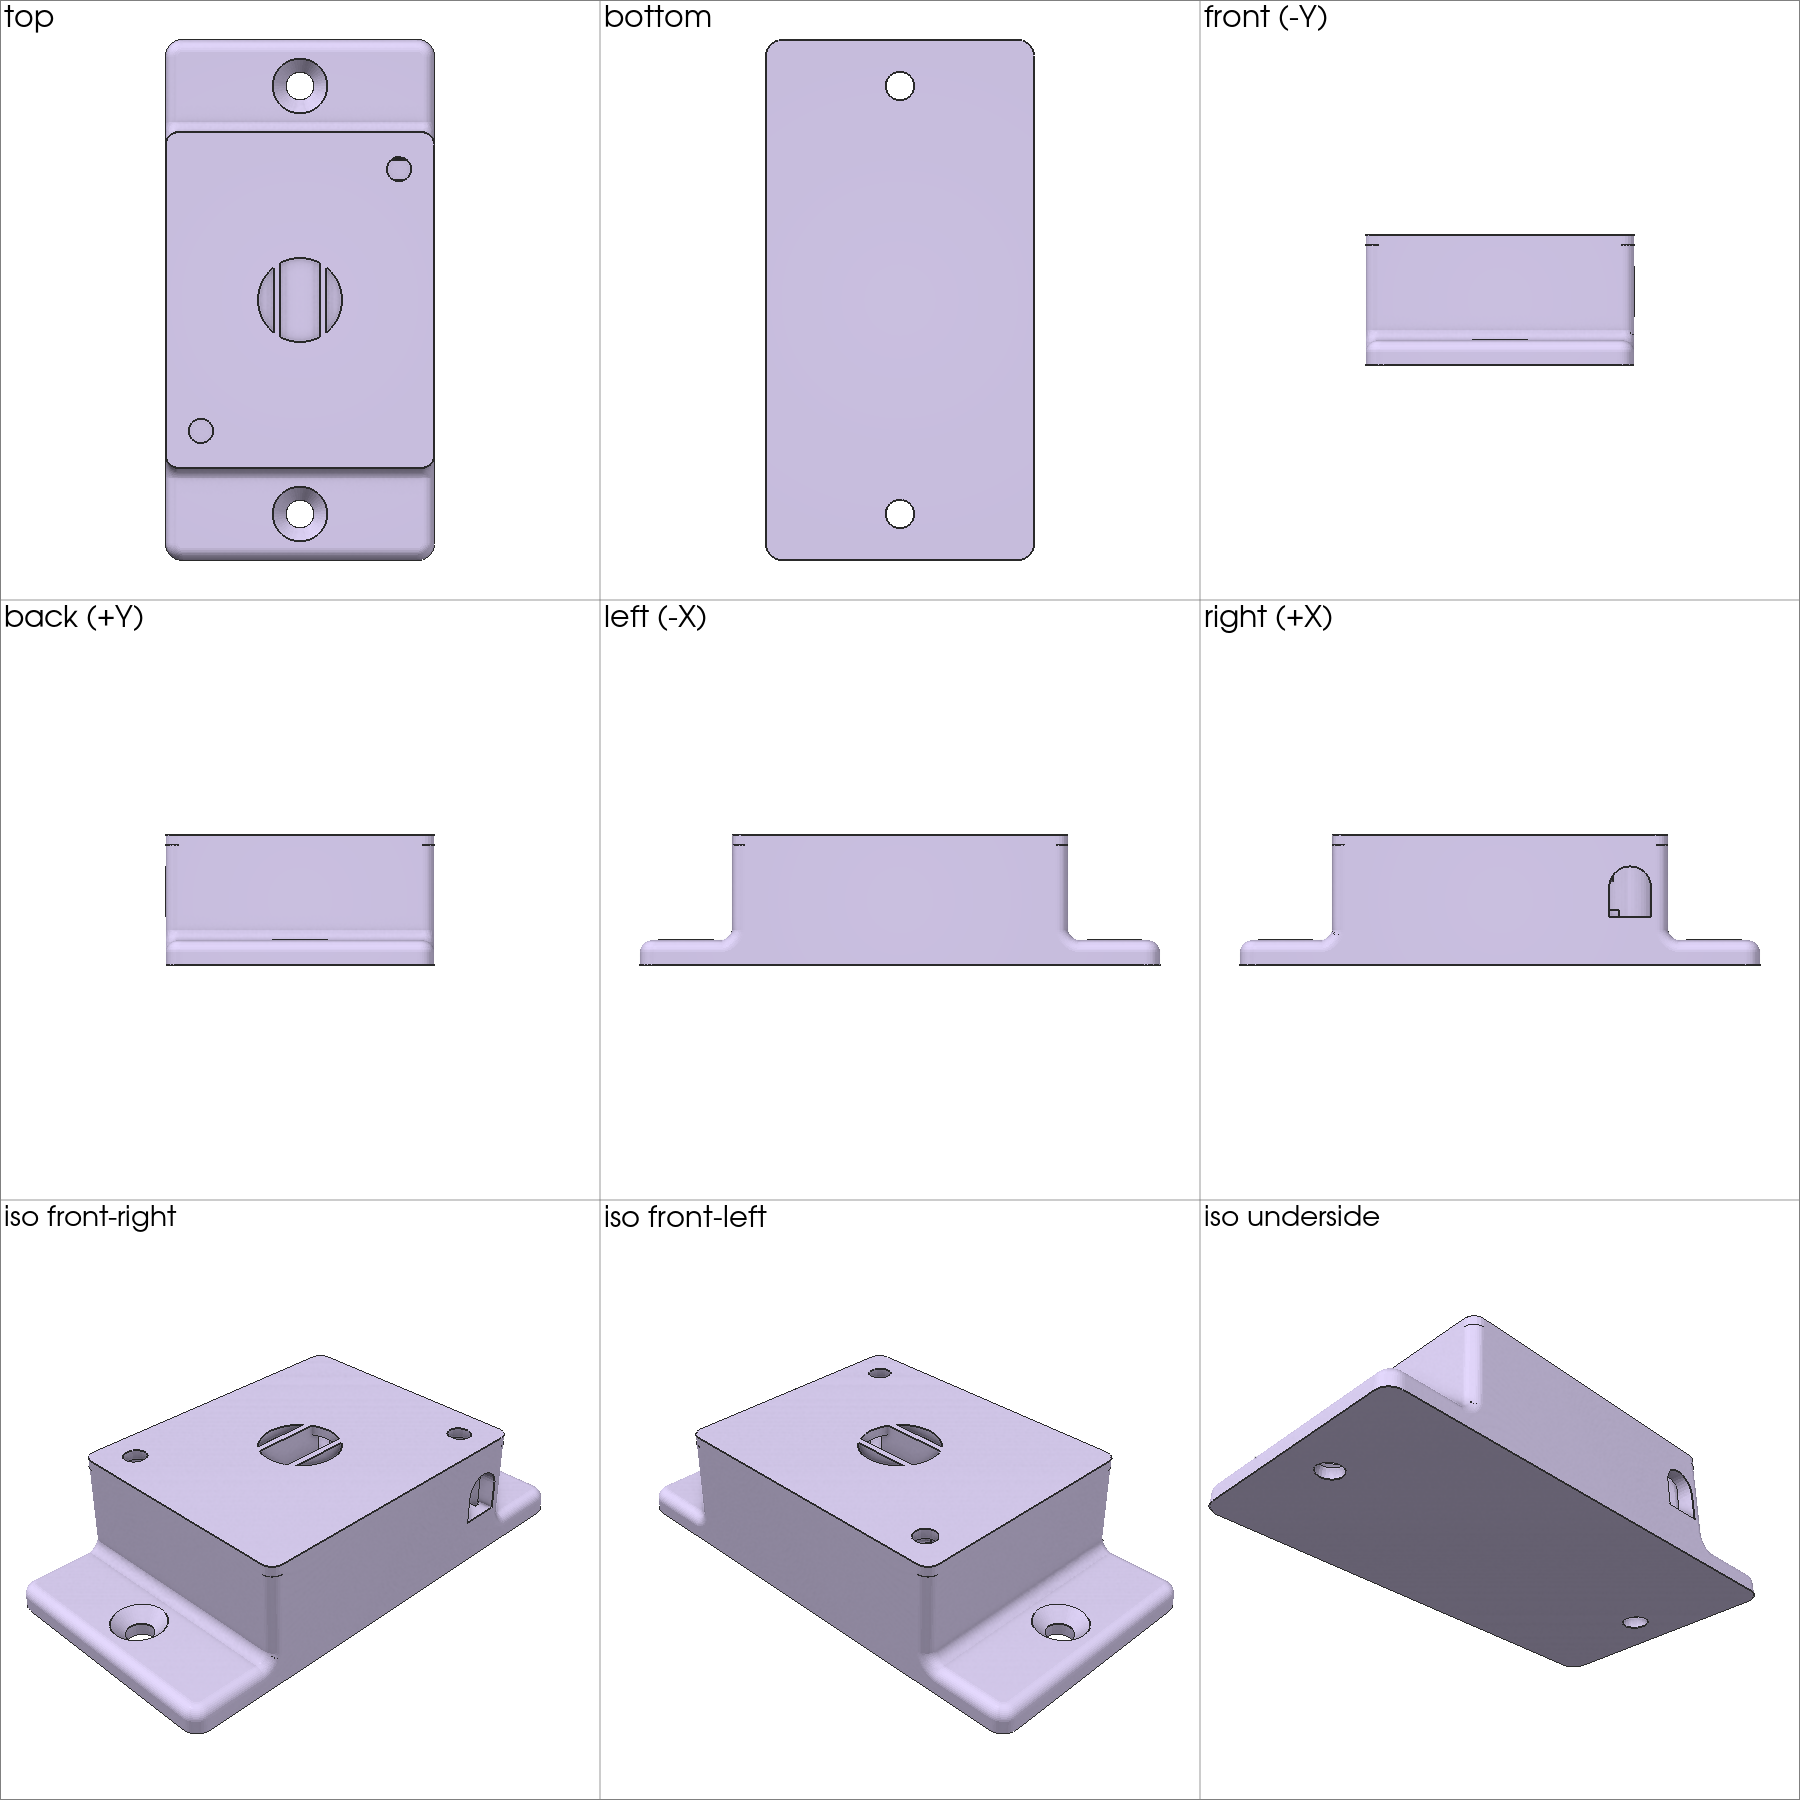 top
bottom
front (-Y)
back (+Y)
left (-X)
right (+X)
iso front-right
iso front-left
iso underside